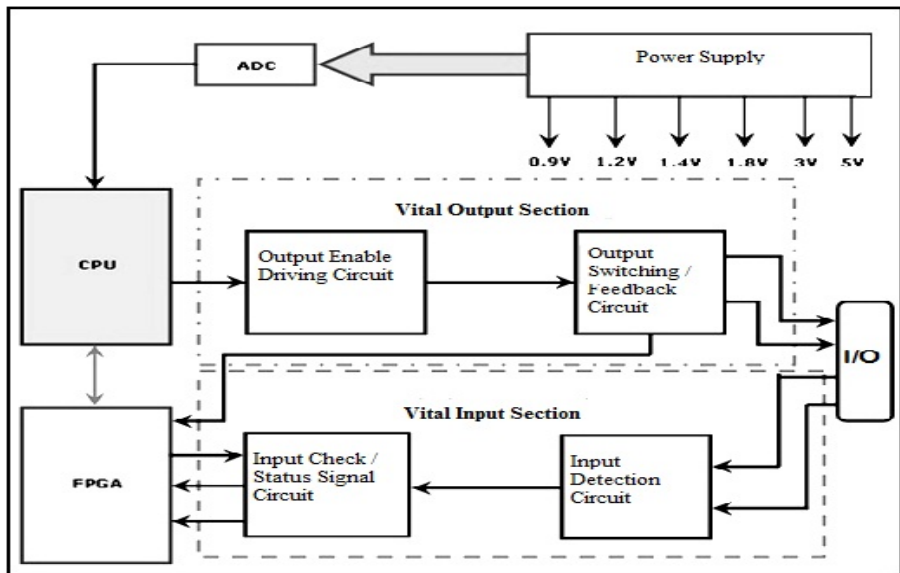 ADC
Power Supply
0.9V 1.2V 1.4V 1.8V 3V 5V
Vital Output Section
CPU
Output Enable
Driving Circuit
Output
Switching /
Feedback
Circuit
I/O
Vital Input Section
FPGA
Input Check /
Status Signal
Circuit
Input
Detection
Circuit